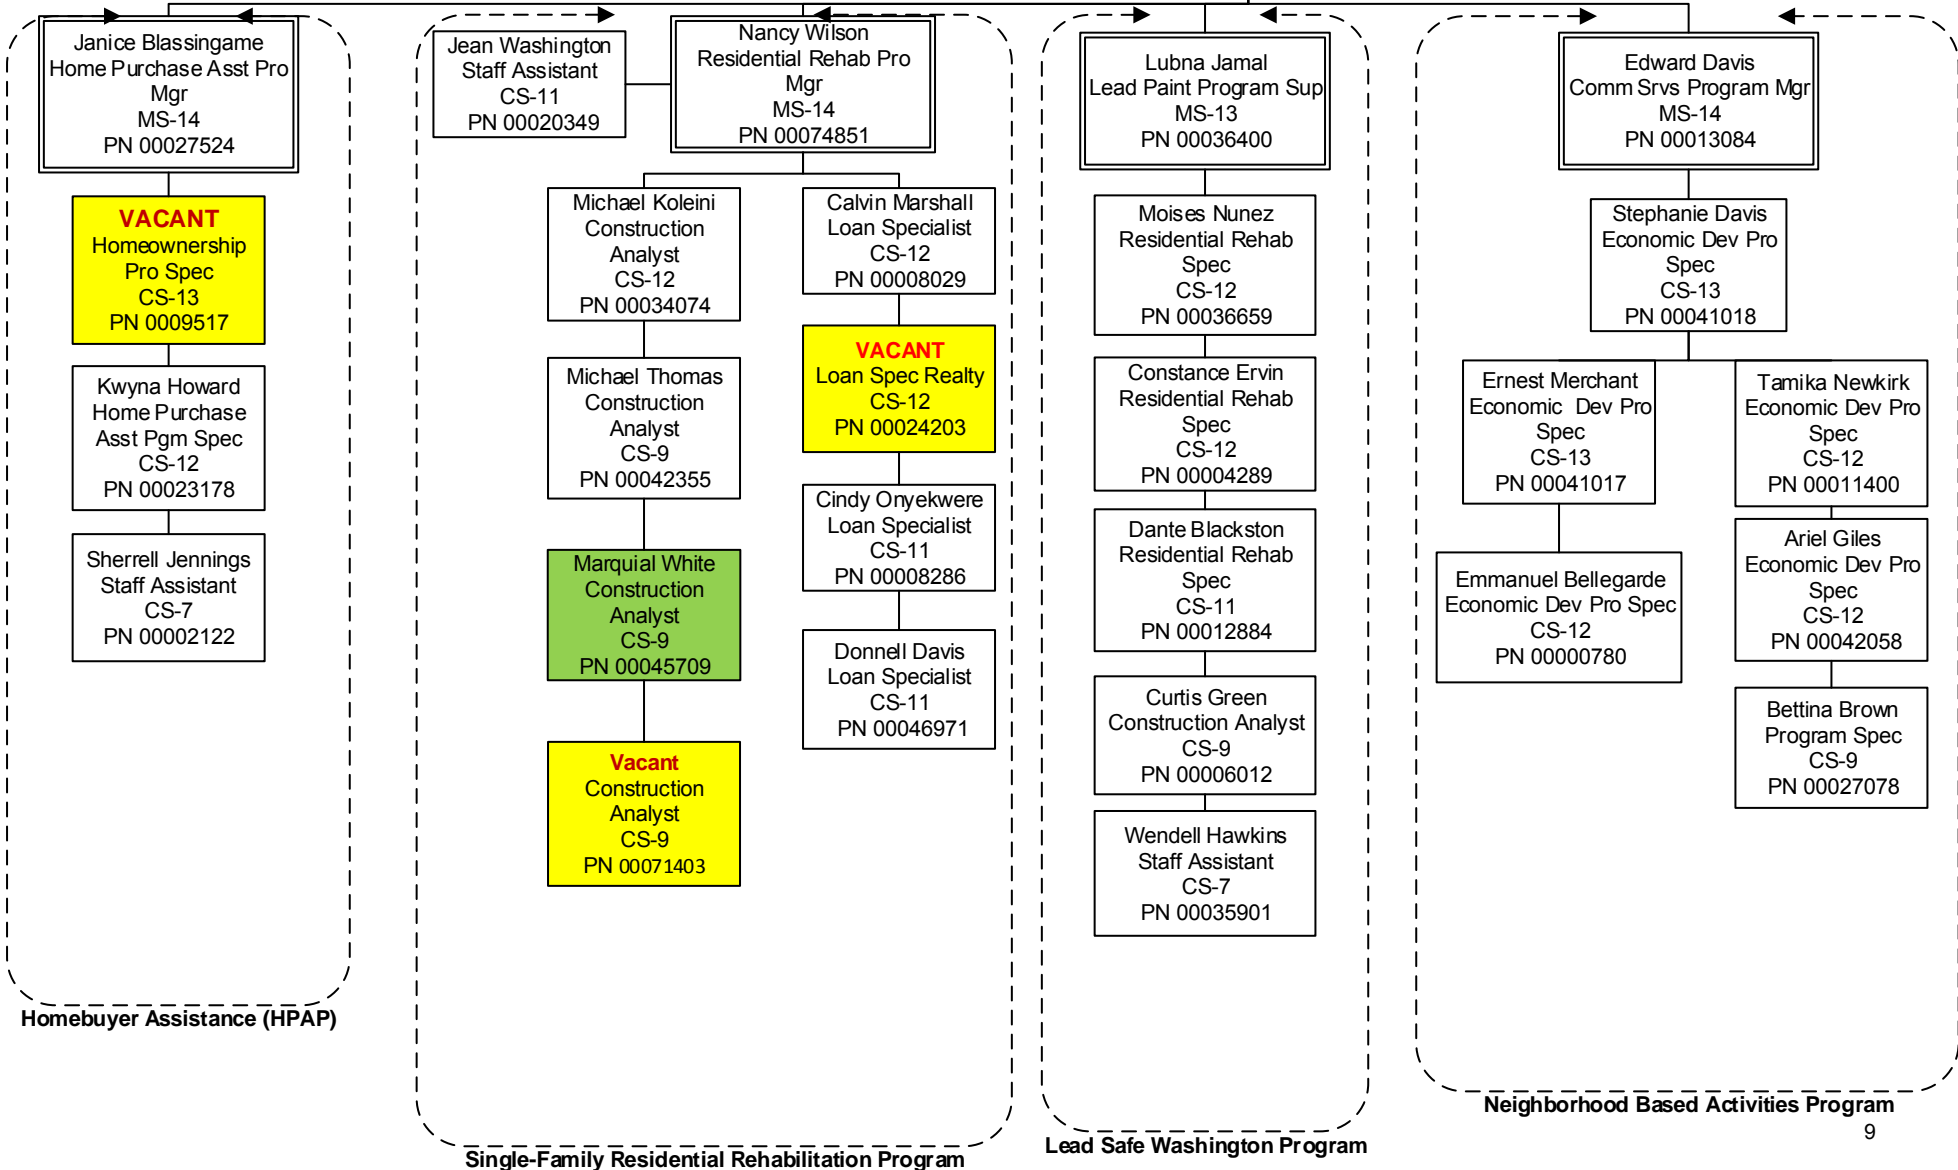 Janice Blassingame
Home Purchase Asst Pro
Mgr
MS-14
PN 00027524
VACANT
Homeownership
Pro Spec
CS-13
PN 0009517
Kwyna Howard
Home Purchase
Asst Pgm Spec
CS-12
PN 00023178
Sherrell Jennings
Staff Assistant
CS-7
PN 00002122
Homebuyer Assistance (HPAP)
Jean Washington
Staff Assistant
CS-11
PN 00020349
Nancy Wilson
Residential Rehab Pro
Mgr
MS-14
PN 00074851
Michael Koleini
Construction
Analyst
CS-12
PN 00034074
Michael Thomas
Construction
Analyst
CS-9
PN 00042355
Marquial White
Construction
Analyst
CS-9
PN 00045709
Vacant
Construction
Analyst
CS-9
PN 00071403
Calvin Marshall
Loan Specialist
CS-12
PN 00008029
VACANT
Loan Spec Realty
CS-12
PN 00024203
Cindy Onyekwere
Loan Specialist
CS-11
PN 00008286
Donnell Davis
Loan Specialist
CS-11
PN 00046971
Single-Family Residential Rehabilitation Program
Lubna Jamal
Lead Paint Program Sup
MS-13
PN 00036400
Moises Nunez
Residential Rehab
Spec
CS-12
PN 00036659
Constance Ervin
Residential Rehab
Spec
CS-12
PN 00004289
Dante Blackston
Residential Rehab
Spec
CS-11
PN 00012884
Curtis Green
Construction Analyst
CS-9
PN 00006012
Wendell Hawkins
Staff Assistant
CS-7
PN 00035901
Lead Safe Washington Program
Edward Davis
Comm Srvs Program Mgr
MS-14
PN 00013084
Stephanie Davis
Economic Dev Pro
Spec
CS-13
PN 00041018
Ernest Merchant
Economic Dev Pro
Spec
CS-13
PN 00041017
Emmanuel Bellegarde
Economic Dev Pro Spec
CS-12
PN 00000780
Tamika Newkirk
Economic Dev Pro
Spec
CS-12
PN 00011400
Ariel Giles
Economic Dev Pro
Spec
CS-12
PN 00042058
Bettina Brown
Program Spec
CS-9
PN 00027078
Neighborhood Based Activities Program
9